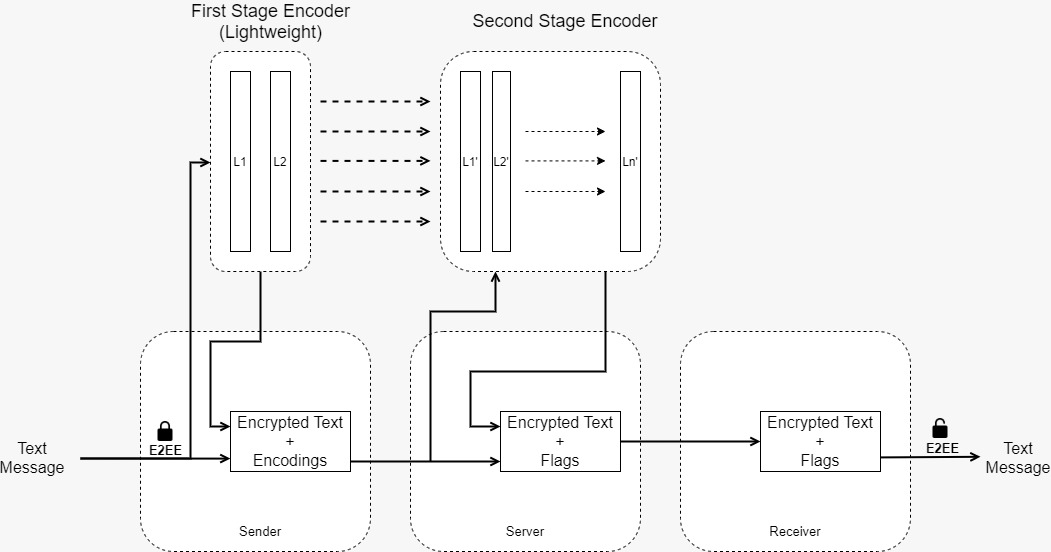 First Stage Encoder
(Lightweight)
Second Stage Encoder
L1
L2
L1'
L2'
Ln'
Text
Message
E2EE
Encrypted Text
+
Encodings
Sender
Encrypted Text
+
Flags
Server
Encrypted Text
+
Flags
Receiver
E2EE
Text
Message